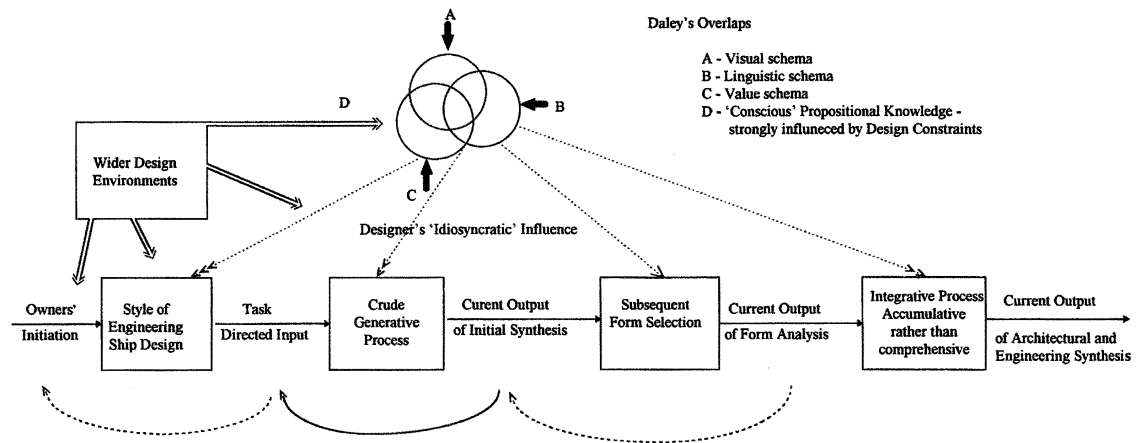 A
Daley's Overlaps
A - Visual schema
B - Linguistic schema
C - Value schema
D - 'Conscious' Propositional Knowledge -
strongly influneced by Design Constraints
D
B
Wider Design
Environments
C
Designer's 'Idiosyncratic' Influence
Owners'
Initiation
Style of
Engineering
Ship Design
Task
Directed Input
Crude
Generative
Process
Curent Output
of Initial Synthesis
Subsequent
Form Selection
Current Output
of Form Analysis
Integrative Process
Accumulative
rather than
comprehensive
Current Output
of Architectural and
Engineering Synthesis